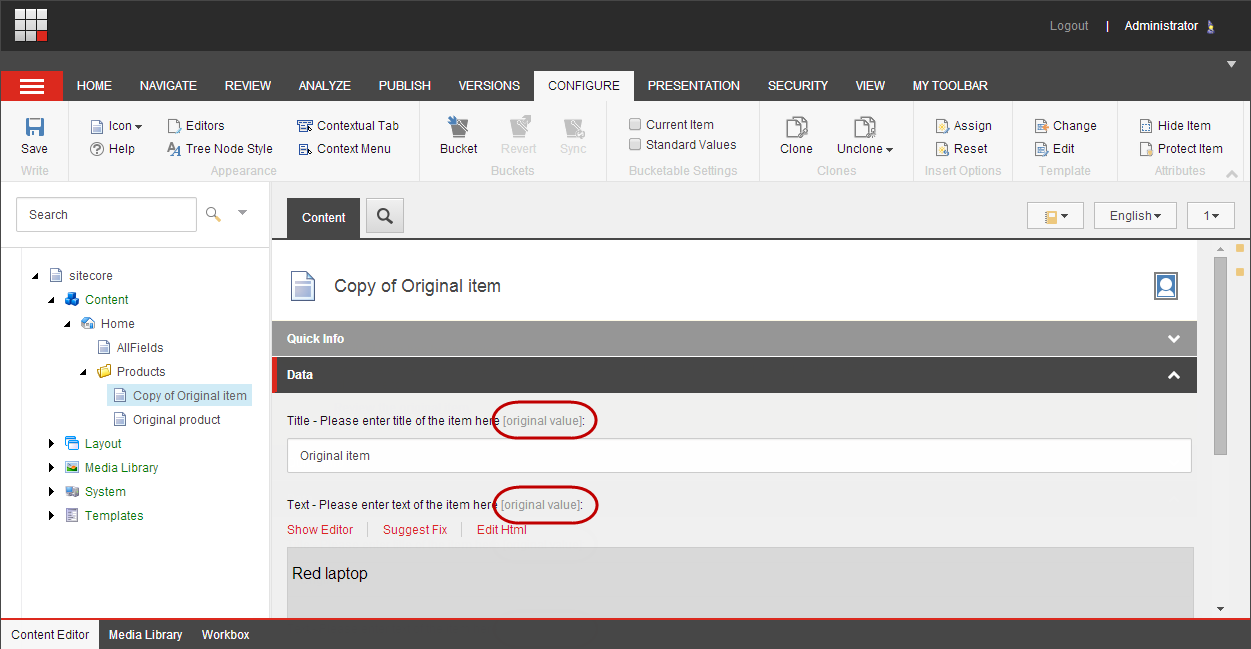 Logout | Administrator
HOME NAVIGATE REVIEW ANALYZE PUBLISH VERSIONS CONFIGURE PRESENTATION SECURITY VIEW MY TOOLBAR
Icon Editors Contextual Tab Current Item Assign Change Hide Item
Save Help Tree Node Style Context Menu Bucket Revert Sync Standard Values Clone Unclone Reset Edit Protect Item
Write Appearance Buckets Bucketable Settings Clones Insert Options Template Attributes
Search
Content
English
1
sitecore
Content
Home
AllFields
Products
Copy of Original item
Original product
Layout
Media Library
System
Templates
Copy of Original item
Quick Info
Data
Title - Please enter title of the item here [original value]:
Original item
Text - Please enter text of the item here [original value]:
Show Editor Suggest Fix Edit Html
Red laptop
Content Editor Media Library Workbox